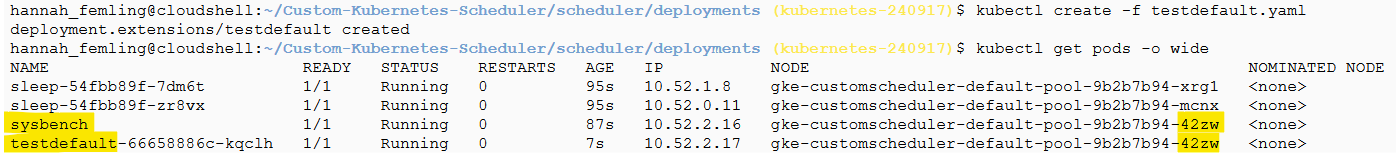 hannah_femling@cloudshell:~/Custom-Kubernetes-Scheduler/scheduler/deployments (kubernetes-240917)$ kubectl create -f testdefault.yaml
deployment.extensions/testdefault created
hannah_femling@cloudshell:~/Custom-Kubernetes-Scheduler/scheduler/deployments (kubernetes-240917)$ kubectl get pods -o wide
NAME READY STATUS RESTARTS AGE IP NODE NOMINATED NODE
sleep-54fbb89f-7dm6t 1/1 Running 0 95s 10.52.1.8 gke-customscheduler-default-pool-9b2b7b94-xrg1 <none>
sleep-54fbb89f-zr8vx 1/1 Running 0 95s 10.52.0.11 gke-customscheduler-default-pool-9b2b7b94-mcnx <none>
sysbench 1/1 Running 0 87s 10.52.2.16 gke-customscheduler-default-pool-9b2b7b94-42zw <none>
testdefault-66658886c-kqclh 1/1 Running 0 7s 10.52.2.17 gke-customscheduler-default-pool-9b2b7b94-42zw <none>